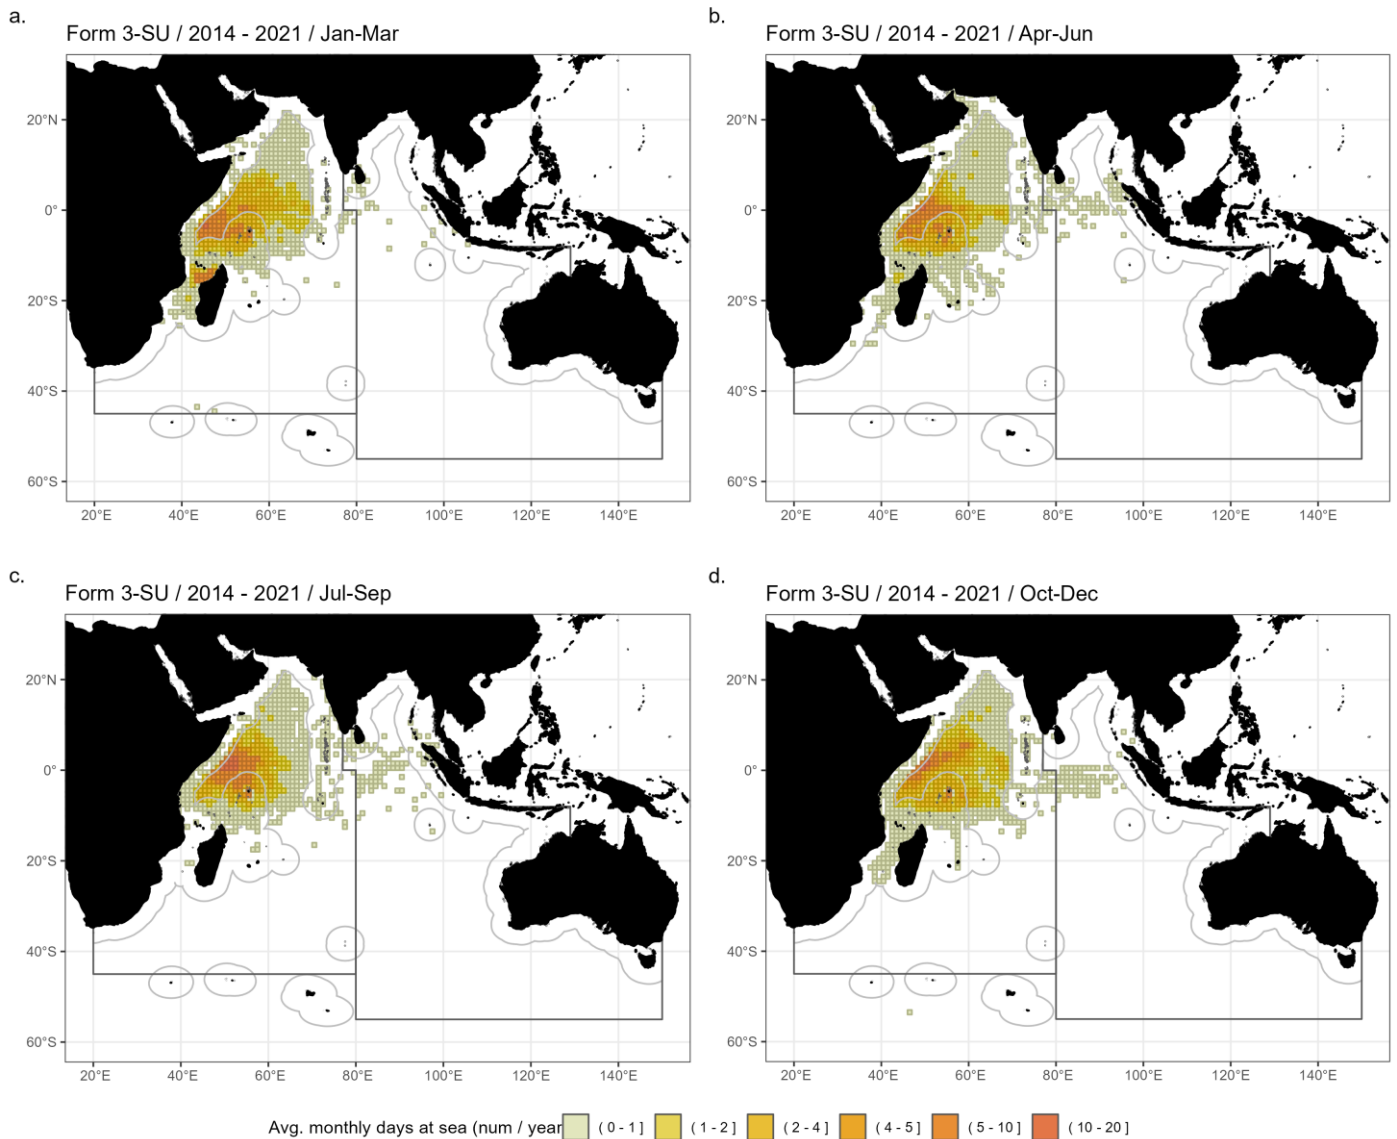 a.
Form 3-SU / 2014 - 2021 / Jan-Mar
20°N
0°
20°S
40°S
60°S
20°E 40°E 60°E 80°E 100°E 120°E 140°E
b.
Form 3-SU / 2014 - 2021 / Apr-Jun
20°N
0°
20°S
40°S
60°S
20°E 40°E 60°E 80°E 100°E 120°E 140°E
c.
Form 3-SU / 2014 - 2021 / Jul-Sep
20°N
0°
20°S
40°S
60°S
20°E 40°E 60°E 80°E 100°E 120°E 140°E
d.
Form 3-SU / 2014 - 2021 / Oct-Dec
20°N
0°
20°S
40°S
60°S
20°E 40°E 60°E 80°E 100°E 120°E 140°E
Avg. monthly days at sea (num / year ( 0 - 1 ] ( 1 - 2 ] ( 2 - 4 ] ( 4 - 5 ] ( 5 - 10 ] ( 10 - 20 ]